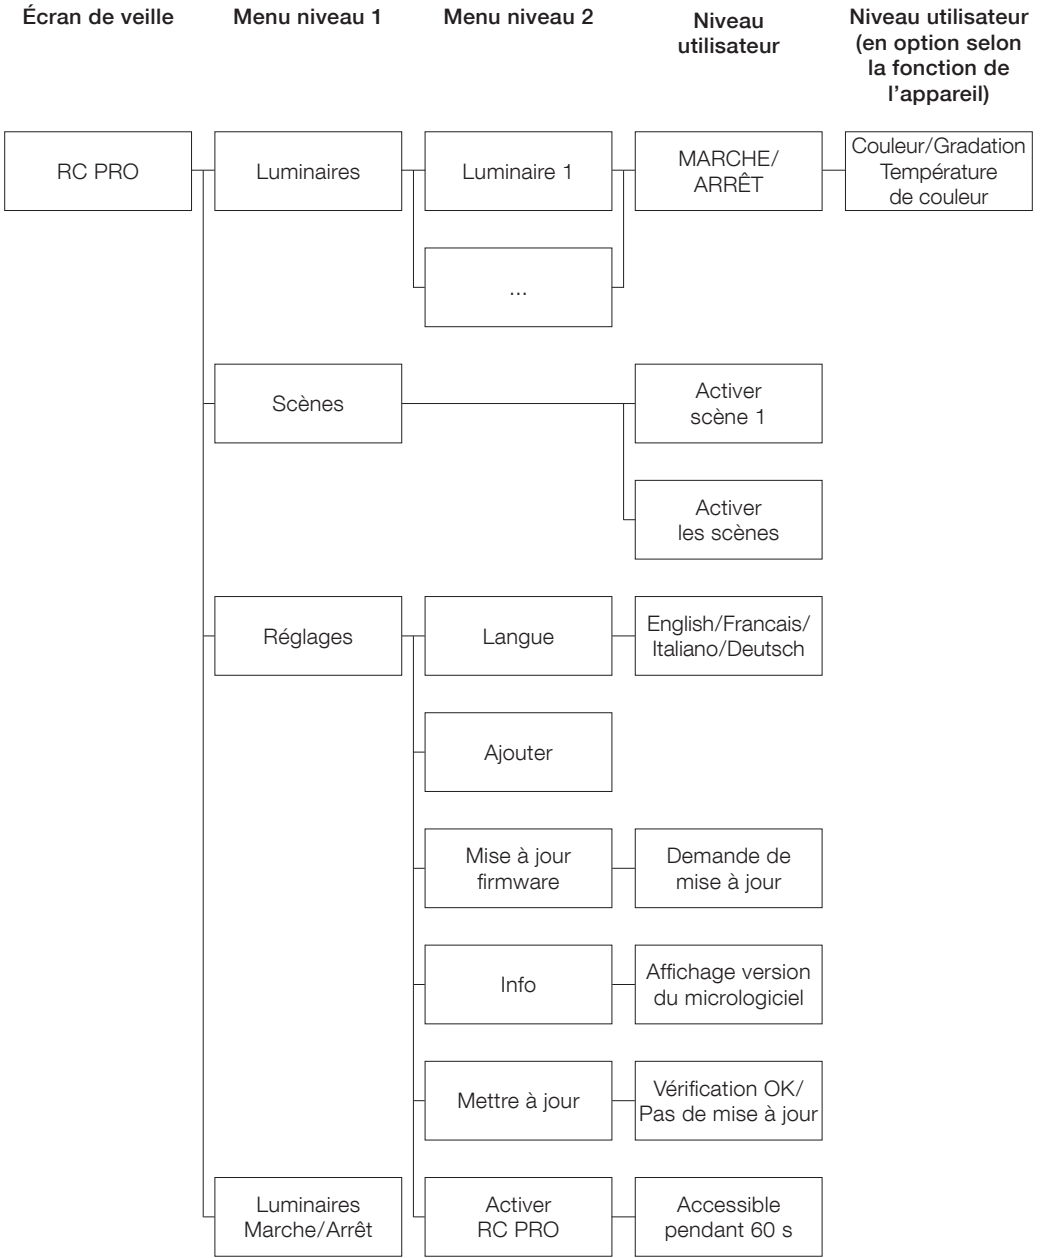 Écran de veille
Menu niveau 1
Menu niveau 2
Niveau
utilisateur
Niveau utilisateur
(en option selon
la fonction de
l'appareil)
RC PRO
Luminaires
Luminaire 1
MARCHE/
ARRÊT
Couleur/Gradation
Température
de couleur
...
Scènes
Activer
scène 1
Activer
les scènes
Réglages
Langue
English/Francais/
Italiano/Deutsch
Ajouter
Mise à jour
firmware
Demande de
mise à jour
Info
Affichage version
du micrologiciel
Mettre à jour
Vérification OK/
Pas de mise à jour
Luminaires
Marche/Arrêt
Activer
RC PRO
Accessible
pendant 60 s